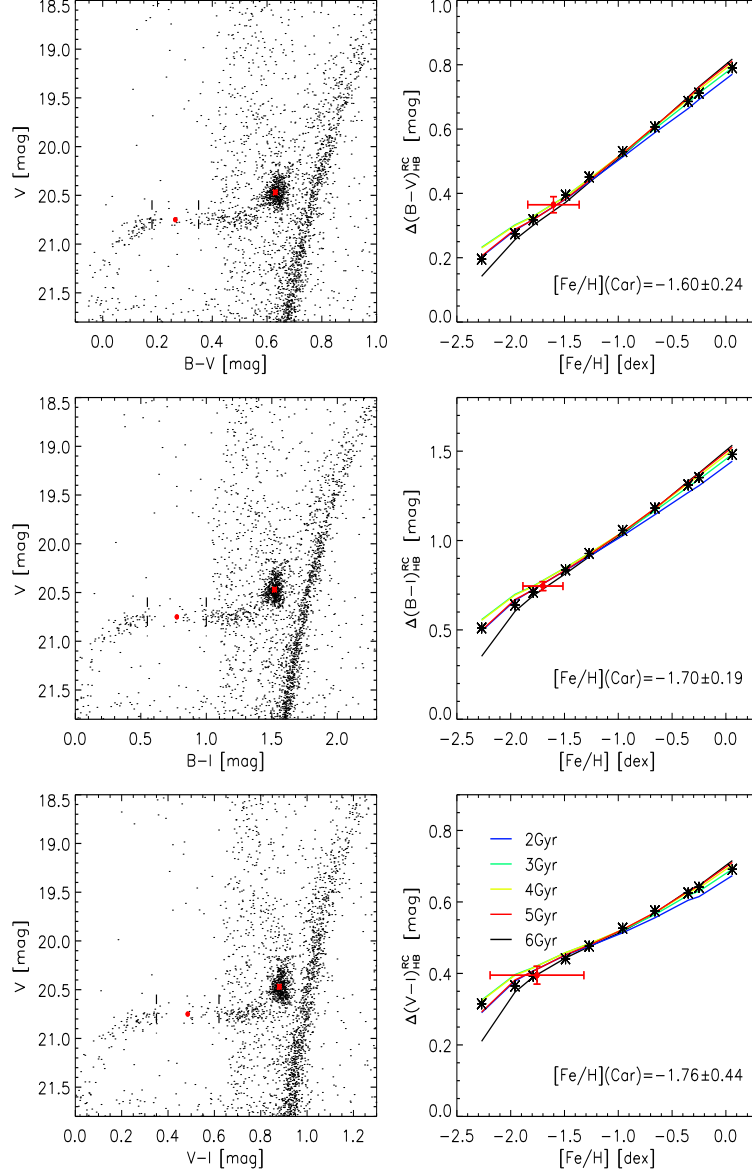 18.5
19.0
19.5
20.0
20.5
21.0
21.5
V [mag]
0.0 0.2 0.4 0.6 0.8 1.0
B−V [mag]
1.0
0.8
0.6
0.4
0.2
0.0
Δ(B−V)RCHB [mag]
[Fe/H](Car)=−1.60±0.24
−2.5 −2.0 −1.5 −1.0 −0.5 0.0
[Fe/H] [dex]
18.5
19.0
19.5
20.0
20.5
21.0
21.5
V [mag]
0.0 0.5 1.0 1.5 2.0
B−I [mag]
1.5
1.0
0.5
0.0
Δ(B−I)RCHB [mag]
[Fe/H](Car)=−1.70±0.19
−2.5 −2.0 −1.5 −1.0 −0.5 0.0
[Fe/H] [dex]
18.5
19.0
19.5
20.0
20.5
21.0
21.5
V [mag]
0.0 0.2 0.4 0.6 0.8 1.0 1.2
V−I [mag]
0.8
0.6
0.4
0.2
0.0
Δ(V−I)RCHB [mag]
2Gyr
3Gyr
4Gyr
5Gyr
6Gyr
[Fe/H](Car)=−1.76±0.44
−2.5 −2.0 −1.5 −1.0 −0.5 0.0
[Fe/H] [dex]